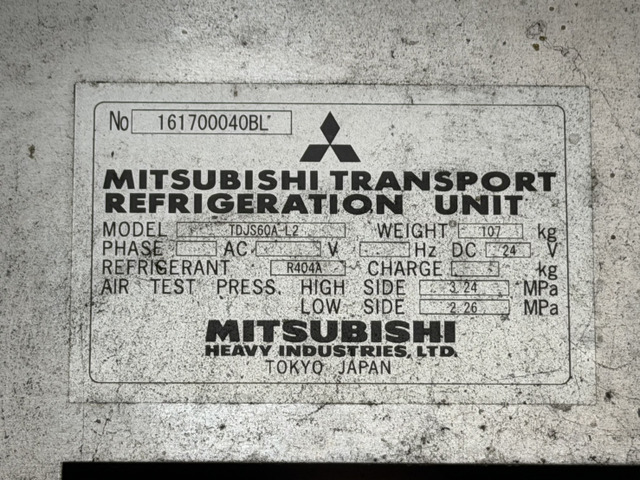 No 161700040BL
MITSUBISHI TRANSPORT
REFRIGERATION UNIT
MODEL TDJS60A-L2 WEIGHT 107 kg
PHASE AC V Hz DC 24 V
REFRIGERANT R404A CHARGE kg
AIR TEST PRESS. HIGH SIDE 3.24 MPa
LOW SIDE 2.26 MPa
MITSUBISHI
HEAVY INDUSTRIES, LTD.
TOKYO JAPAN